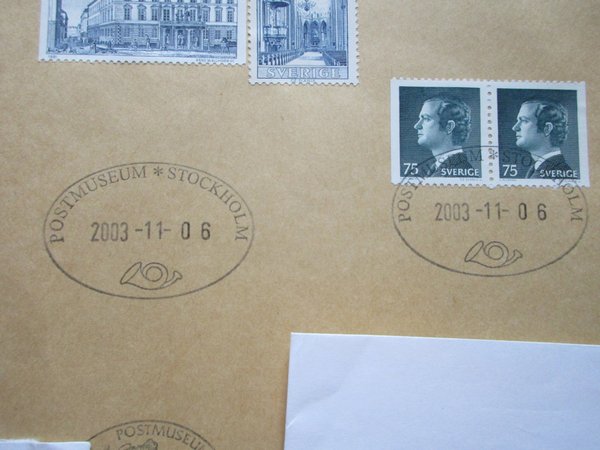 SVERIGE
75
SVERIGE
75
SVERIGE
POSTMUSEUM * STOCKHOLM
2003-11-06
POSTMUSEUM * STOCKHOLM
2003-11-06
POSTMUSEUM